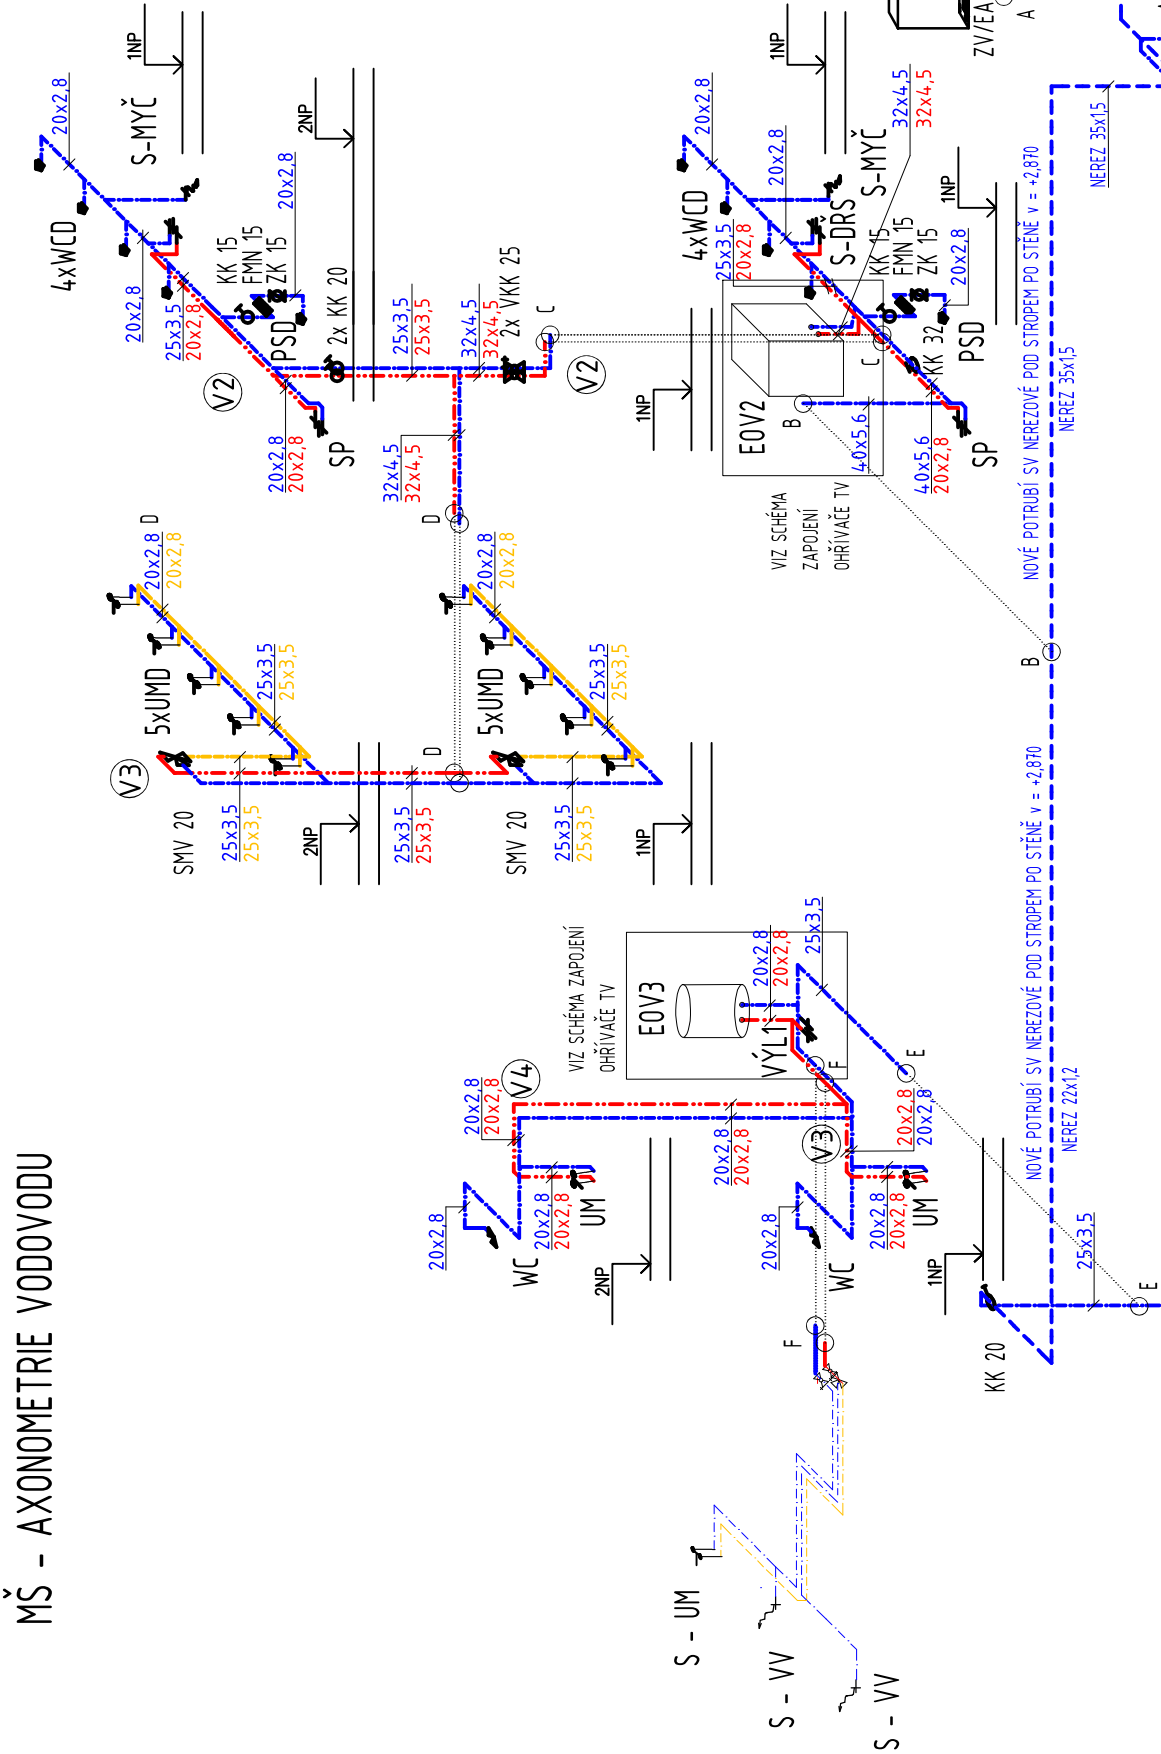 MŠ - AXONOMETRIE VODOVODU
S - UM
S - VV
S - VV
F
WC
20x2,8
UM
20x2,8
20x2,8
20x2,8
20x2,8
V4
2NP
20x2,8
20x2,8
VIZ SCHÉMA ZAPOJENÍ
OHŘÍVAČE TV
EOV3
VÝL1
20x2,8
20x2,8
25x3,5
F
E
V3
20x2,8
20x2,8
WC
20x2,8
UM
20x2,8
20x2,8
1NP
KK 20
25x3,5
E
NOVÉ POTRUBÍ SV NEREZOVÉ POD STROPEM PO STĚNĚ v = +2,870
NEREZ 22x1,2
B
NOVÉ POTRUBÍ SV NEREZOVÉ POD STROPEM PO STĚNĚ v = +2,870
NEREZ 35x1,5
NEREZ 35x1,5
V3
SMV 20
5xUMD
D
20x2,8
20x2,8
25x3,5
25x3,5
25x3,5
25x3,5
2NP
25x3,5
25x3,5
D
D
SMV 20
5xUMD
20x2,8
20x2,8
25x3,5
25x3,5
25x3,5
25x3,5
1NP
4xWCD
20x2,8
S-MYČ
1NP
20x2,8
25x3,5
20x2,8
KK 15
FMN 15
ZK 15
PSD
20x2,8
2NP
V2
20x2,8
20x2,8
SP
2x KK 20
25x3,5
25x3,5
32x4,5
32x4,5
32x4,5
32x4,5
2x VKK 25
C
V2
1NP
EOV2
VIZ SCHÉMA
ZAPOJENÍ
OHŘÍVAČE TV
B
C
4xWCD
20x2,8
25x3,5
20x2,8
20x2,8
S-DŘS
S-MYČ
1NP
32x4,5
32x4,5
KK 15
FMN 15
ZK 15
KK 32
PSD
20x2,8
1NP
40x5,6
40x5,6
20x2,8
SP
ZV/EA
A